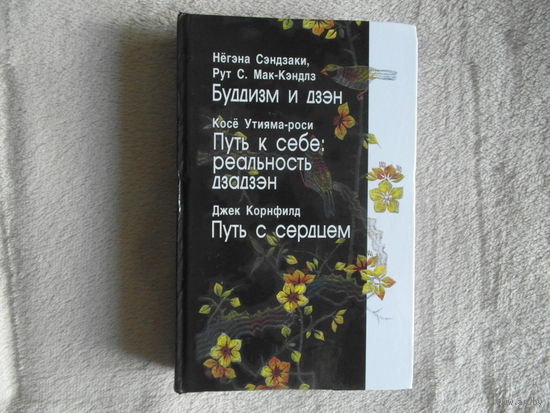 Нёгэна Сэндзаки,
Рут С. Мак-Кэндлз
Буддизм и дзэн
Косё Утияма-роси
Путь к себе:
реальность
дзадзэн
Джек Корнфилд
Путь с сердцем